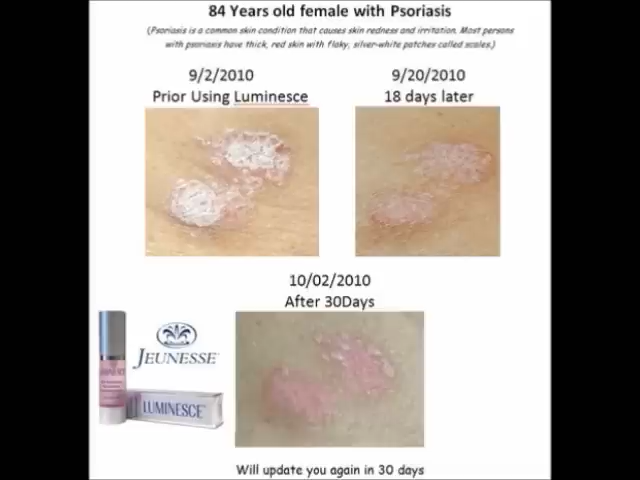 84 Years old female with Psoriasis
(Psoriasis is a common skin condition that causes skin redness and irritation. Most persons
with psoriasis have thick, red skin with flaky, silver-white patches called scales.)
9/2/2010
Prior Using Luminesce
9/20/2010
18 days later
10/02/2010
After 30Days
JEUNESSE
LUMINESCE
Will update you again in 30 days